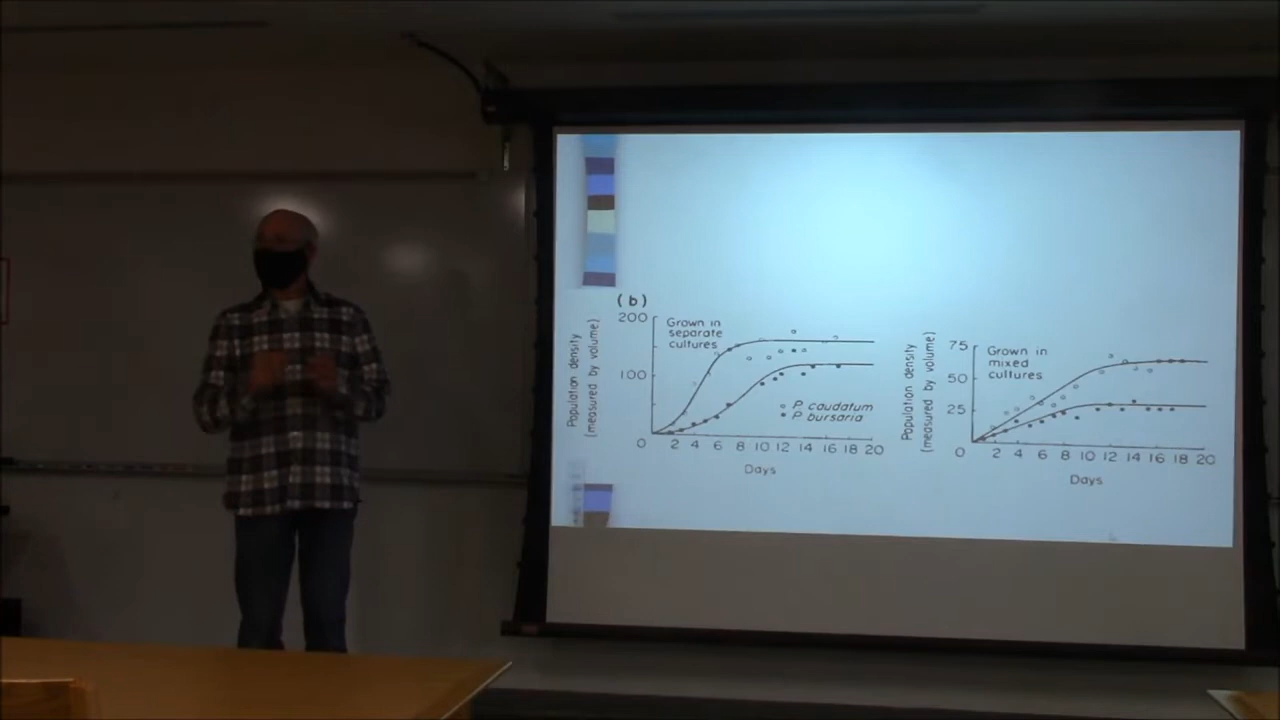 (b)
200
100
0
Population density
(measured by volume)
Grown in
separate
cultures
P caudatum
P bursaria
2 4 6 8 10 12 14 16 18 20
Days
75
50
25
0
Population density
(measured by volume)
Grown in
mixed
cultures
2 4 6 8 10 12 14 16 18 20
Days